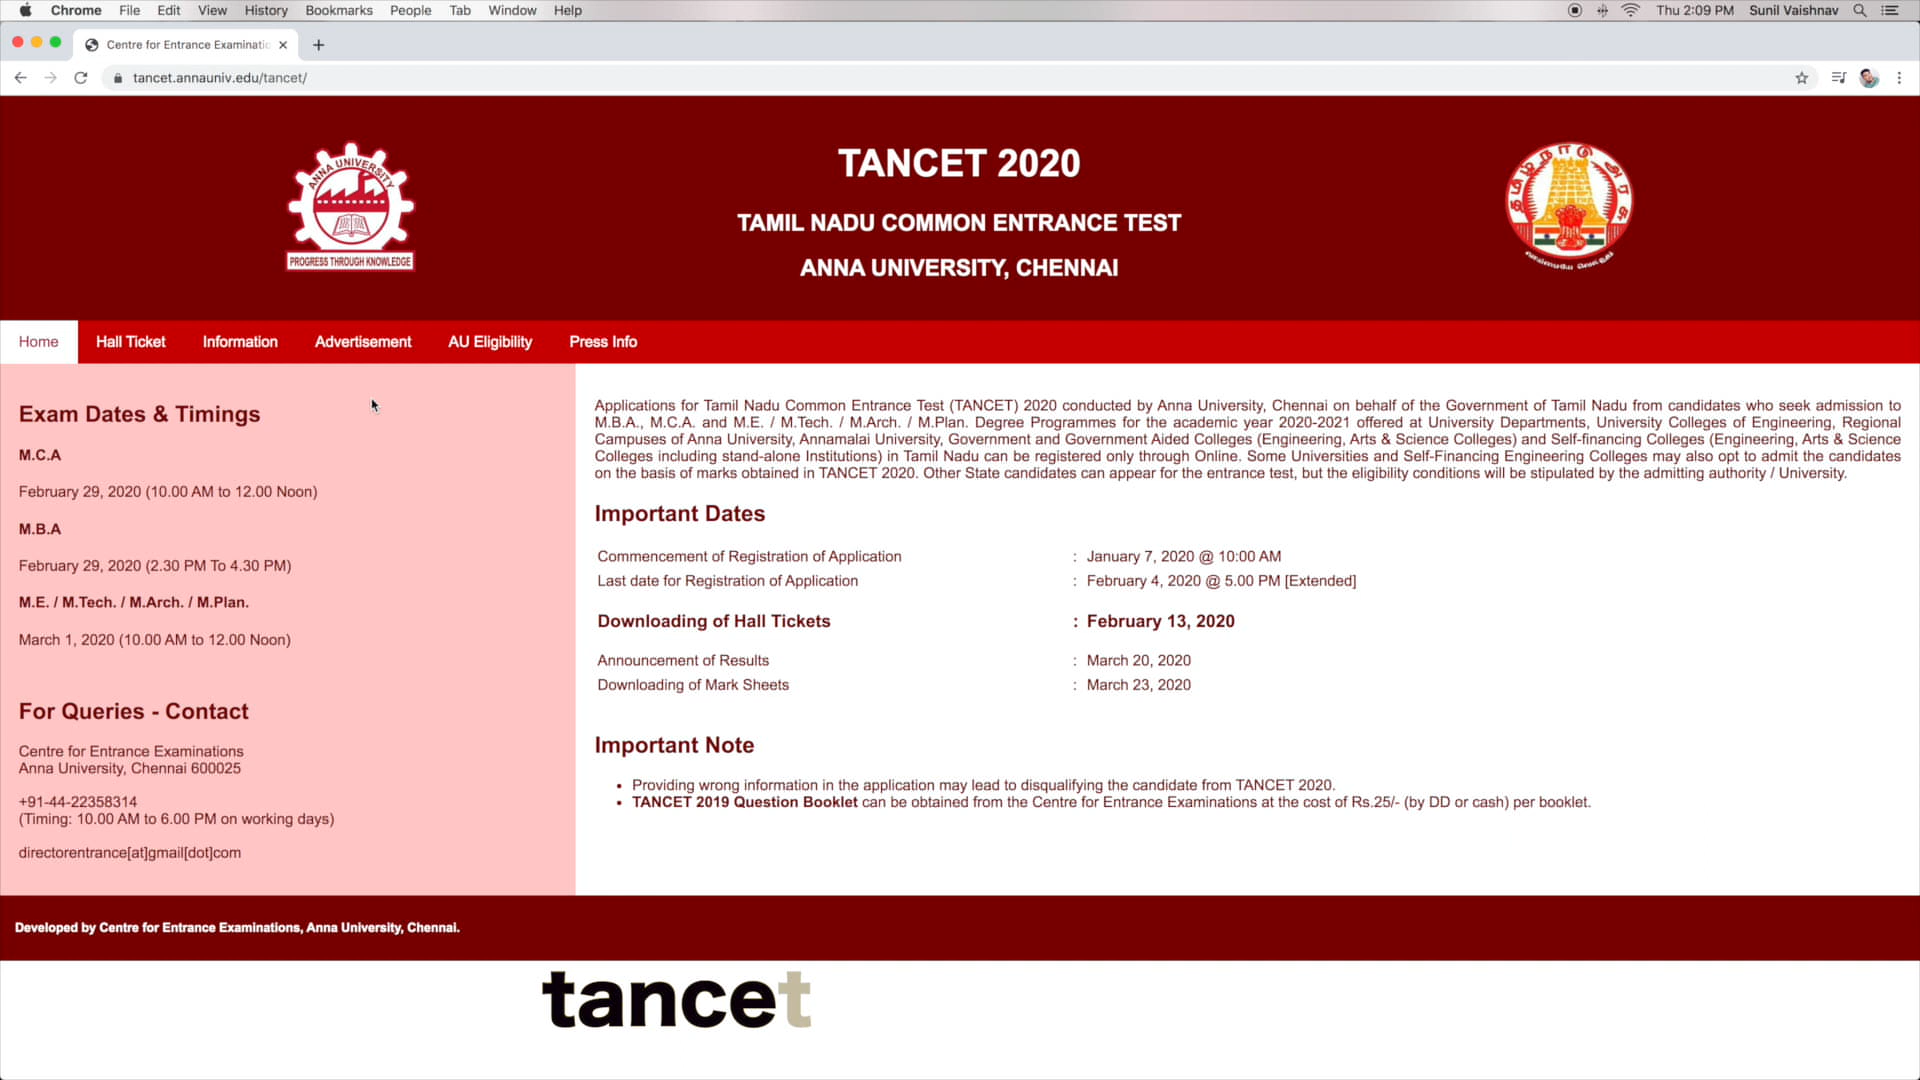 Chrome File Edit View History Bookmarks People Tab Window Help
Thu 2:09 PM Sunil Vaishnav
Centre for Entrance Examinatio
tancet.annauniv.edu/tancet/
ANNA UNIVERSITY
PROGRESS THROUGH KNOWLEDGE
TANCET 2020
TAMIL NADU COMMON ENTRANCE TEST
ANNA UNIVERSITY, CHENNAI
தமிழ்நாடு அரசு
வாய்மையே வெல்லும்
Home Hall Ticket Information Advertisement AU Eligibility Press Info
Exam Dates & Timings
M.C.A
February 29, 2020 (10.00 AM to 12.00 Noon)
M.B.A
February 29, 2020 (2.30 PM To 4.30 PM)
M.E. / M.Tech. / M.Arch. / M.Plan.
March 1, 2020 (10.00 AM to 12.00 Noon)
For Queries - Contact
Centre for Entrance Examinations
Anna University, Chennai 600025
+91-44-22358314
(Timing: 10.00 AM to 6.00 PM on working days)
directorentrance[at]gmail[dot]com
Applications for Tamil Nadu Common Entrance Test (TANCET) 2020 conducted by Anna University, Chennai on behalf of the Government of Tamil Nadu from candidates who seek admission to
M.B.A., M.C.A. and M.E. / M.Tech. / M.Arch. / M.Plan. Degree Programmes for the academic year 2020-2021 offered at University Departments, University Colleges of Engineering, Regional
Campuses of Anna University, Annamalai University, Government and Government Aided Colleges (Engineering, Arts & Science Colleges) and Self-financing Colleges (Engineering, Arts & Science
Colleges including stand-alone Institutions) in Tamil Nadu can be registered only through Online. Some Universities and Self-Financing Engineering Colleges may also opt to admit the candidates
on the basis of marks obtained in TANCET 2020. Other State candidates can appear for the entrance test, but the eligibility conditions will be stipulated by the admitting authority / University.
Important Dates
Commencement of Registration of Application : January 7, 2020 @ 10:00 AM
Last date for Registration of Application : February 4, 2020 @ 5.00 PM [Extended]
Downloading of Hall Tickets : February 13, 2020
Announcement of Results : March 20, 2020
Downloading of Mark Sheets : March 23, 2020
Important Note
• Providing wrong information in the application may lead to disqualifying the candidate from TANCET 2020.
• TANCET 2019 Question Booklet can be obtained from the Centre for Entrance Examinations at the cost of Rs.25/- (by DD or cash) per booklet.
Developed by Centre for Entrance Examinations, Anna University, Chennai.
tancet